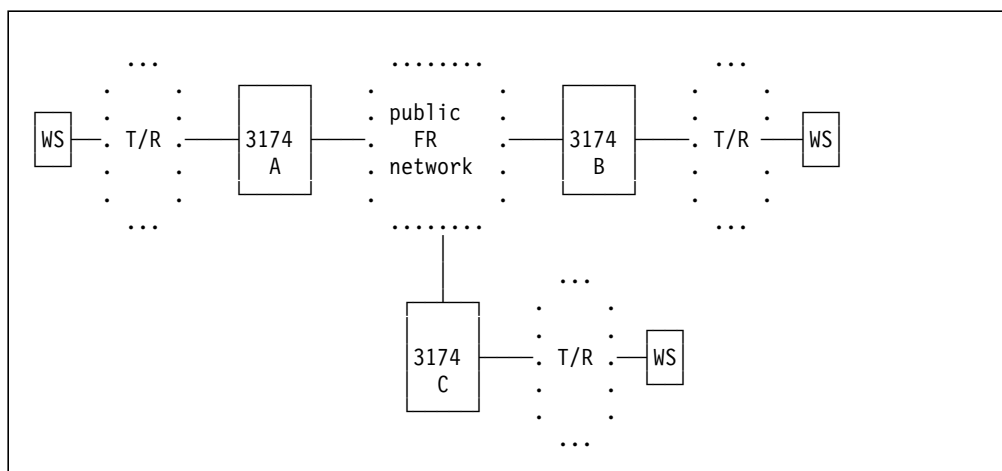 public
WS T/R 3174 FR 3174 T/R WS
A network B
3174 T/R WS
C